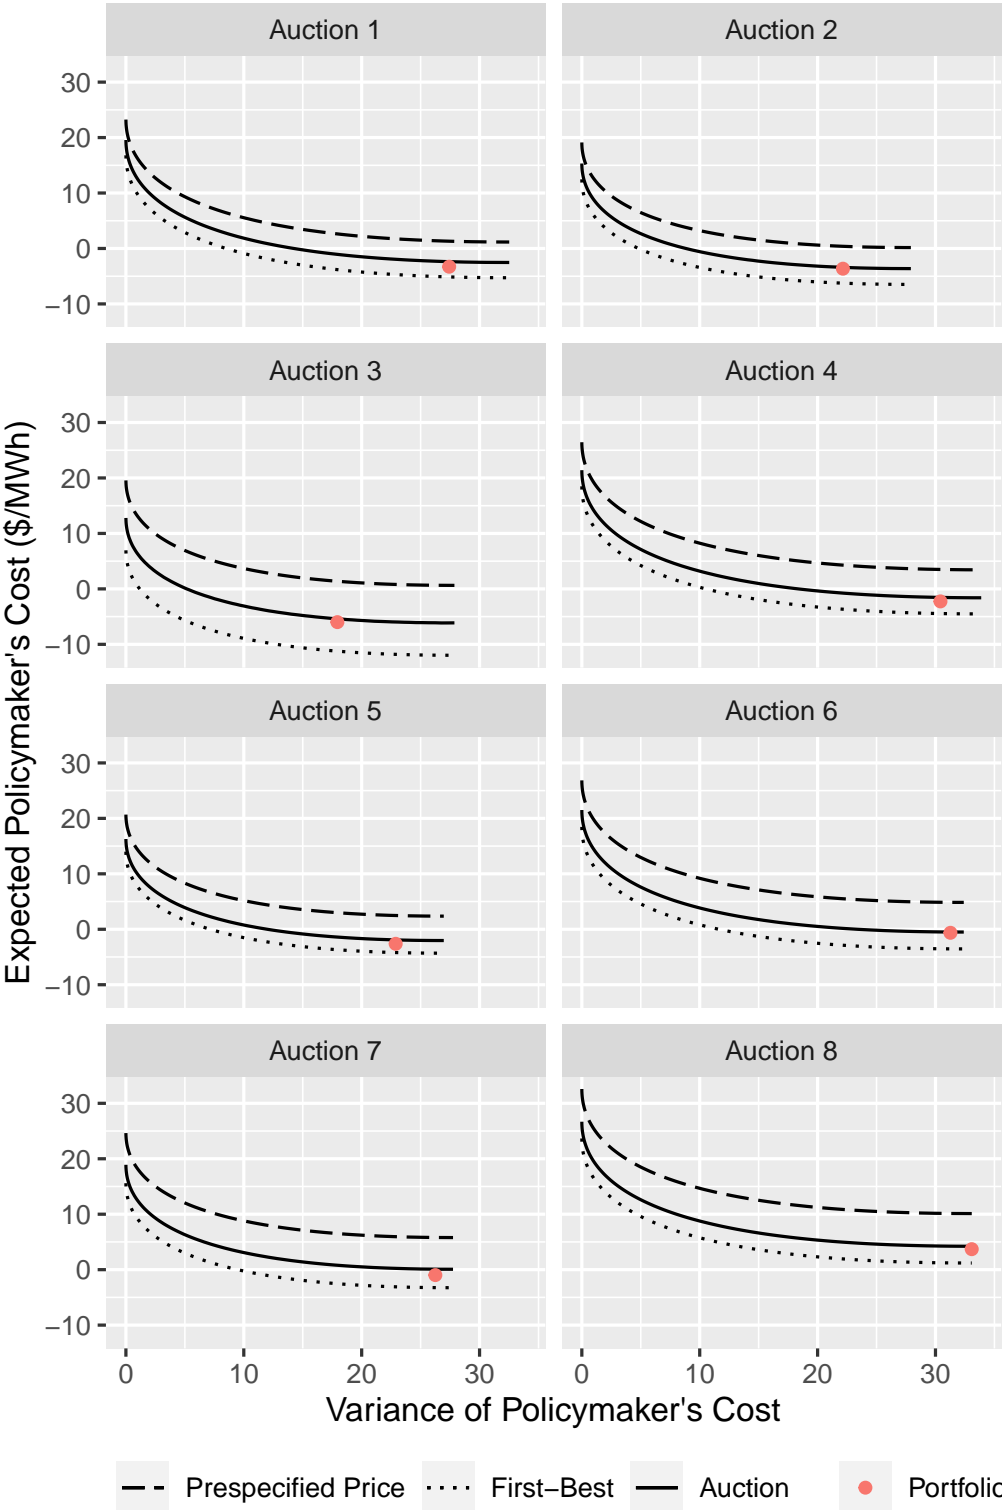 Auction 1
Auction 2
30
20
10
0
−10
Auction 3
Auction 4
30
20
10
0
−10
Auction 5
Auction 6
30
20
10
0
−10
Auction 7
Auction 8
30
20
10
0
−10
0 10 20 30
0 10 20 30
Expected Policymaker's Cost ($/MWh)
Variance of Policymaker's Cost
Prespecified Price First−Best Auction Portfolio